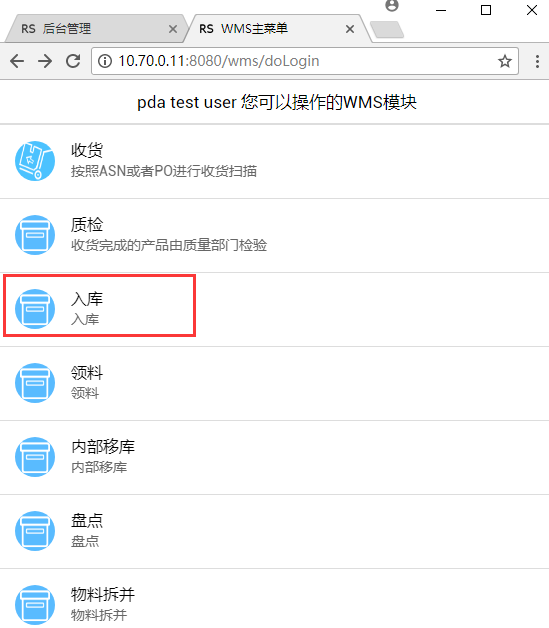 RS 后台管理
RS WMS主菜单
10.70.0.11:8080/wms/doLogin
pda test user 您可以操作的WMS模块
收货
按照ASN或者PO进行收货扫描
质检
收货完成的产品由质量部门检验
入库
入库
领料
领料
内部移库
内部移库
盘点
盘点
物料拆并
物料拆并